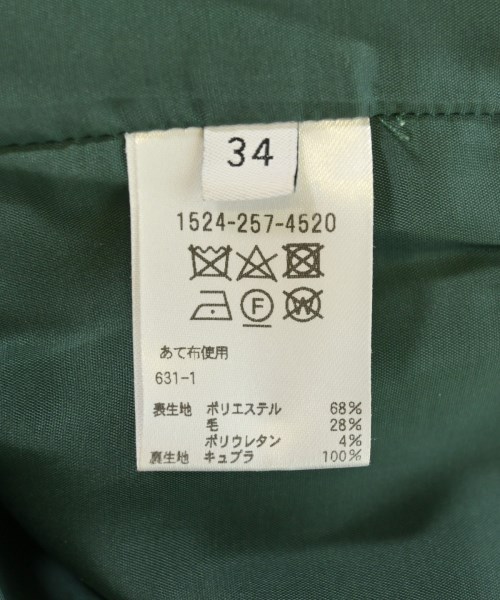 34
1524-257-4520
F W
あて布使用
631-1
表生地 ポリエステル 68%
毛 28%
ポリウレタン 4%
裏生地 キュプラ 100%